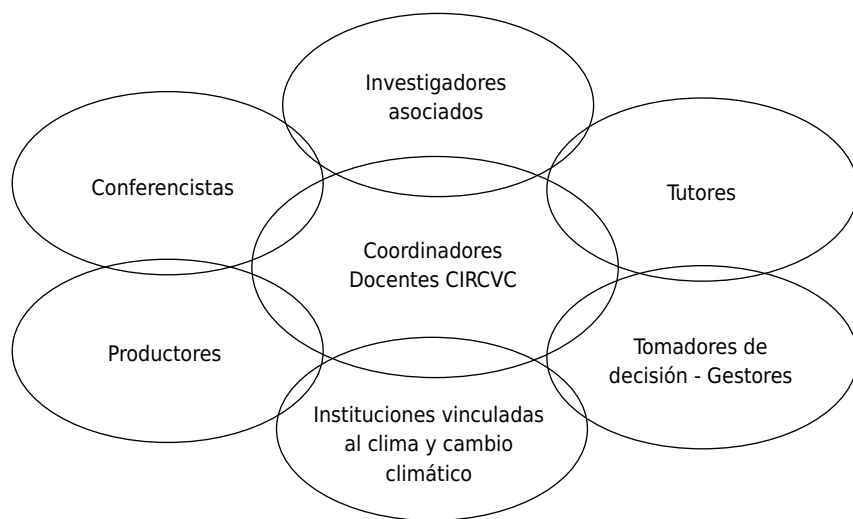 Investigadores
asociados
Conferencistas
Tutores
Coordinadores
Docentes CIRCVC
Productores
Tomadores de
decisión - Gestores
Instituciones vinculadas
al clima y cambio
climático